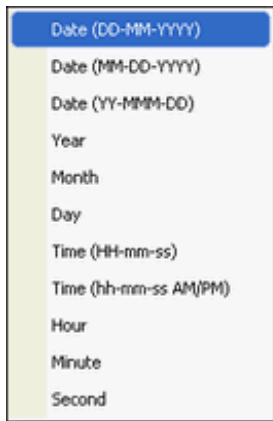 Date (DD-MM-YYYY)
Date (MM-DD-YYYY)
Date (YY-MMM-DD)
Year
Month
Day
Time (HH-mm-ss)
Time (hh-mm-ss AM/PM)
Hour
Minute
Second